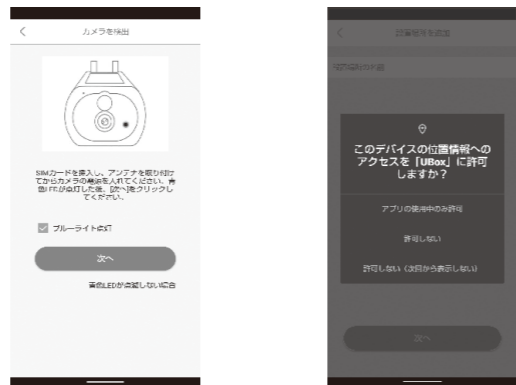 カメラを検出
SIMカードを挿入し、アンテナを取り付け
てからカメラの電源を入れてください。青
色LEDが点灯した後、[次へ]をクリックし
てください。
ブルーライト点灯
次へ
青色LEDが点滅しない場合
設置場所を追加
このデバイスの位置情報への
アクセスを「UBox」に許可
しますか？
アプリの使用中のみ許可
許可しない
許可しない（次回から表示しない）
次へ